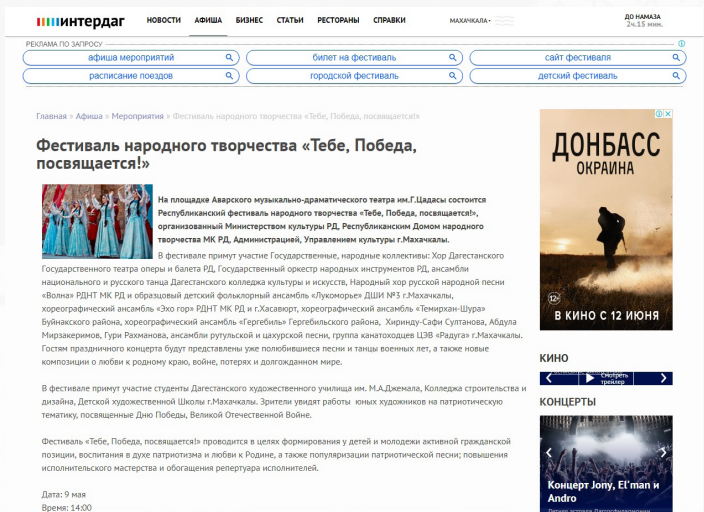 интердаг
НОВОСТИ АФИША БИЗНЕС СТАТЬИ РЕСТОРАНЫ СПРАВКИ
МАХАЧКАЛА
ДО НАМАЗА
2ч.15 мин.
РЕКЛАМА ПО ЗАПРОСУ
афиша мероприятий
билет на фестиваль
сайт фестиваля
расписание поездов
городской фестиваль
детский фестиваль
Главная » Афиша » Мероприятия » Фестиваль народного творчества «Тебе, Победа, посвящается!»
Фестиваль народного творчества «Тебе, Победа,
посвящается!»
На площадке Аварского музыкально-драматического театра им.Г.Цадасы состоится
Республиканский фестиваль народного творчества «Тебе, Победа, посвящается!»,
организованный Министерством культуры РД, Республиканским Домом народного
творчества МК РД, Администрацией, Управлением культуры г.Махачкалы.
В фестивале примут участие Государственные, народные коллективы: Хор Дагестанского
Государственного театра оперы и балета РД, Государственный оркестр народных инструментов РД, ансамбли
национального и русского танца Дагестанского колледжа культуры и искусств, Народный хор русской народной песни
«Волна» РДНТ МК РД и образцовый детский фольклорный ансамбль «Лукоморье» ДШИ №3 г.Махачкалы,
хореографический ансамбль «Эхо гор» РДНТ МК РД и г.Хасавюрт, хореографический ансамбль «Темирхан-Шура»
Буйнакского района, хореографический ансамбль «Гергебиль» Гергебильского района, Хиринду-Сафи Султанова, Абдула
Мирзакеримов, Гури Рахманова, ансамбли рутульской и цахурской песни, группа канатоходцев ЦЭВ «Радуга» г.Махачкалы.
Гостям праздничного концерта будут представлены уже полюбившиеся песни и танцы военных лет, а также новые
композиции о любви к родному краю, войне, потерях и долгожданном мире.
В фестивале примут участие студенты Дагестанского художественного училища им. М.А.Джемала, Колледжа строительства и
дизайна, Детской художественной Школы г.Махачкалы. Зрители увидят работы юных художников на патриотическую
тематику, посвященные Дню Победы, Великой Отечественной Войне.
Фестиваль «Тебе, Победа, посвящается!» проводится в целях формирования у детей и молодежи активной гражданской
позиции, воспитания в духе патриотизма и любви к Родине, а также популяризации патриотической песни; повышения
исполнительского мастерства и обогащения репертуара исполнителей.
Дата: 9 мая
Время: 14:00
ДОНБАСС
ОКРАИНА
12+
В КИНО С 12 ИЮНЯ
КИНО
Смотреть
трейлер
КОНЦЕРТЫ
Концерт Jony, El'man и
Andro